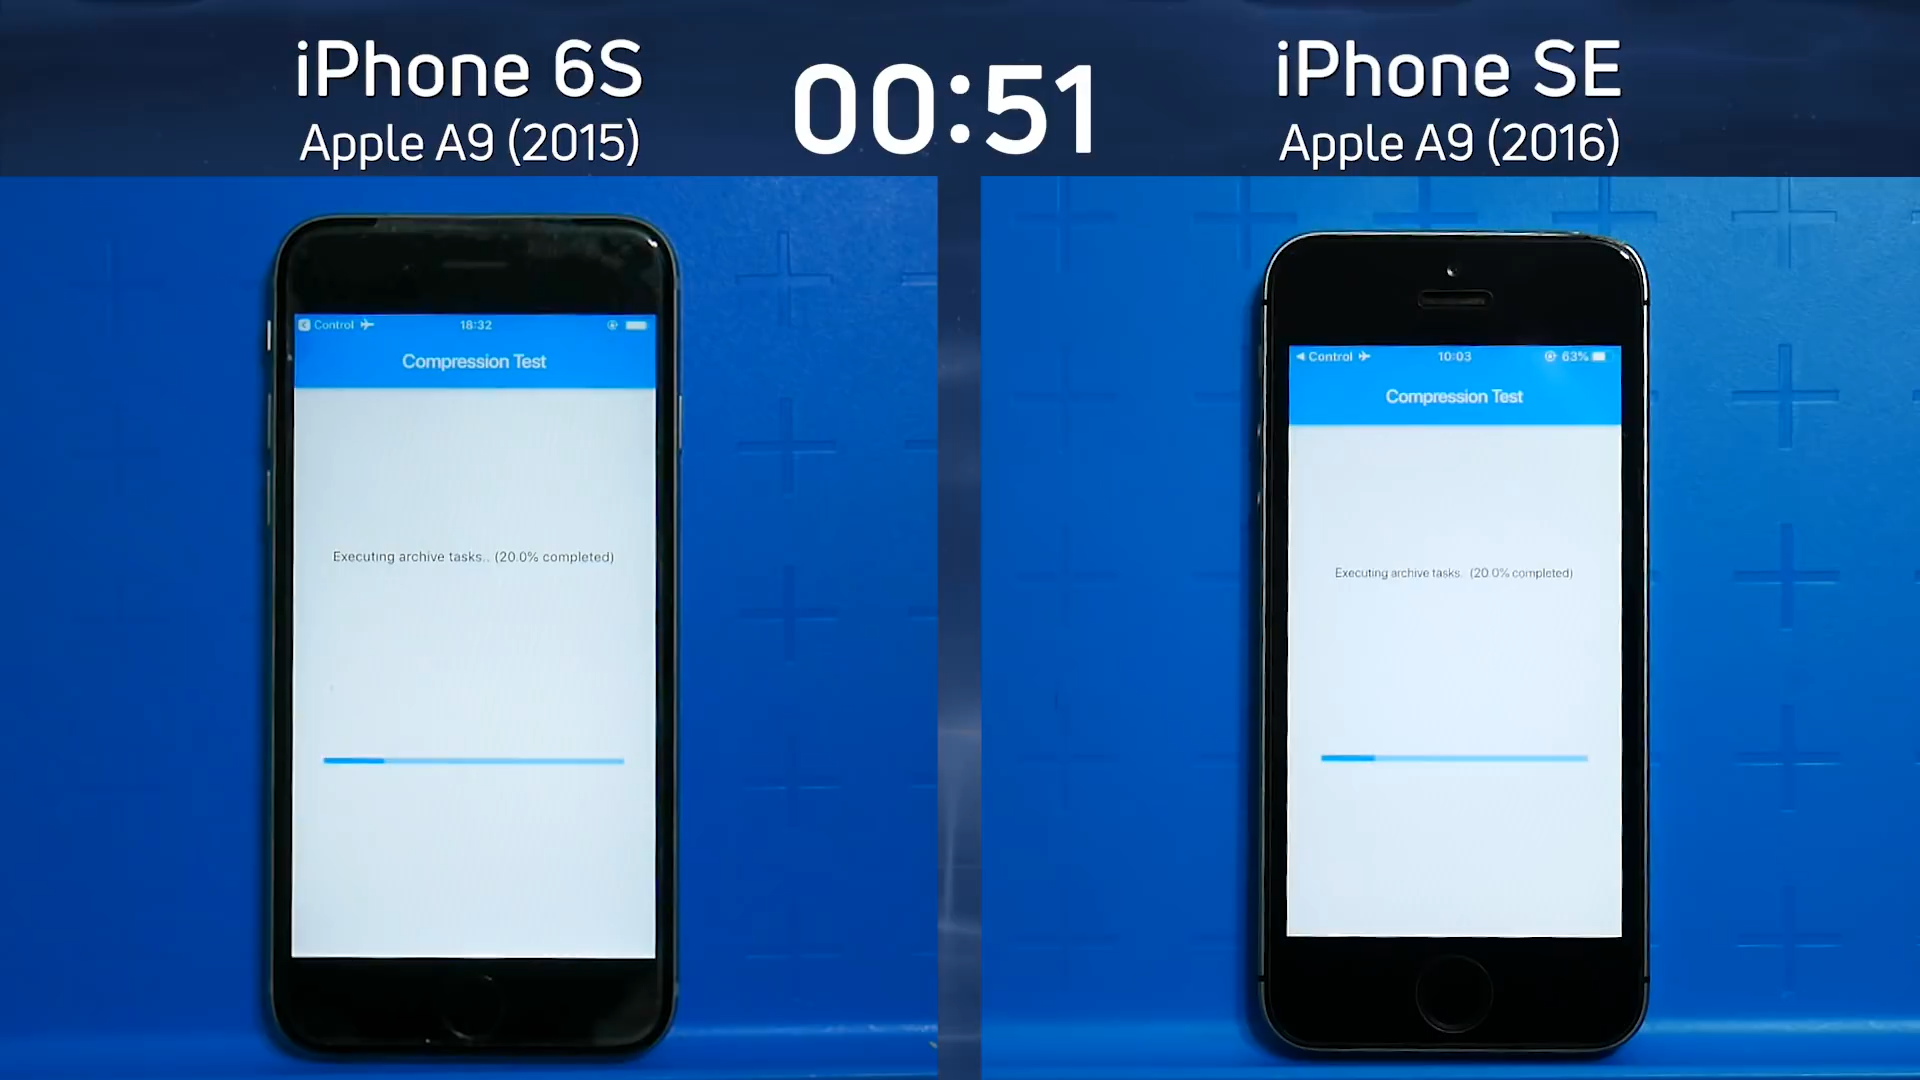 iPhone 6S
Apple A9 (2015)
00:51
iPhone SE
Apple A9 (2016)
Control
18:32
Compression Test
Executing archive tasks.. (20.0% completed)
Control
10:03
63%
Compression Test
Executing archive tasks. (20.0% completed)